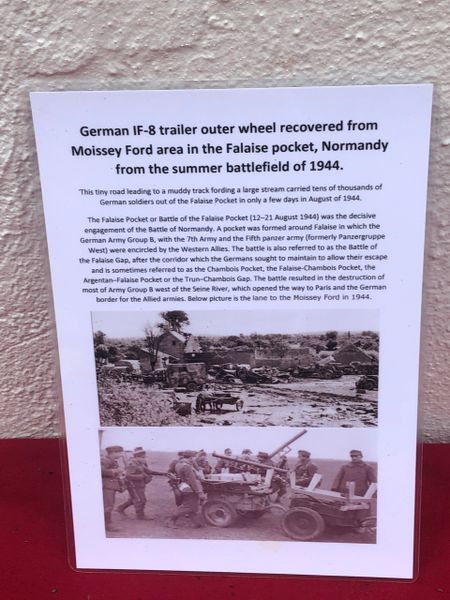 German IF-8 trailer outer wheel recovered from
Moissey Ford area in the Falaise pocket, Normandy
from the summer battlefield of 1944.
'This tiny road leading to a muddy track fording a large stream carried tens of thousands of
German soldiers out of the Falaise Pocket in only a few days in August of 1944.
The Falaise Pocket or Battle of the Falaise Pocket (12–21 August 1944) was the decisive
engagement of the Battle of Normandy. A pocket was formed around Falaise in which the
German Army Group B, with the 7th Army and the Fifth panzer army (formerly Panzergruppe
West) were encircled by the Western Allies. The battle is also referred to as the Battle of
the Falaise Gap, after the corridor which the Germans sought to maintain to allow their escape
and is sometimes referred to as the Chambois Pocket, the Falaise-Chambois Pocket, the
Argentan–Falaise Pocket or the Trun–Chambois Gap. The battle resulted in the destruction of
most of Army Group B west of the Seine River, which opened the way to Paris and the German
border for the Allied armies. Below picture is the lane to the Moissey Ford in 1944.